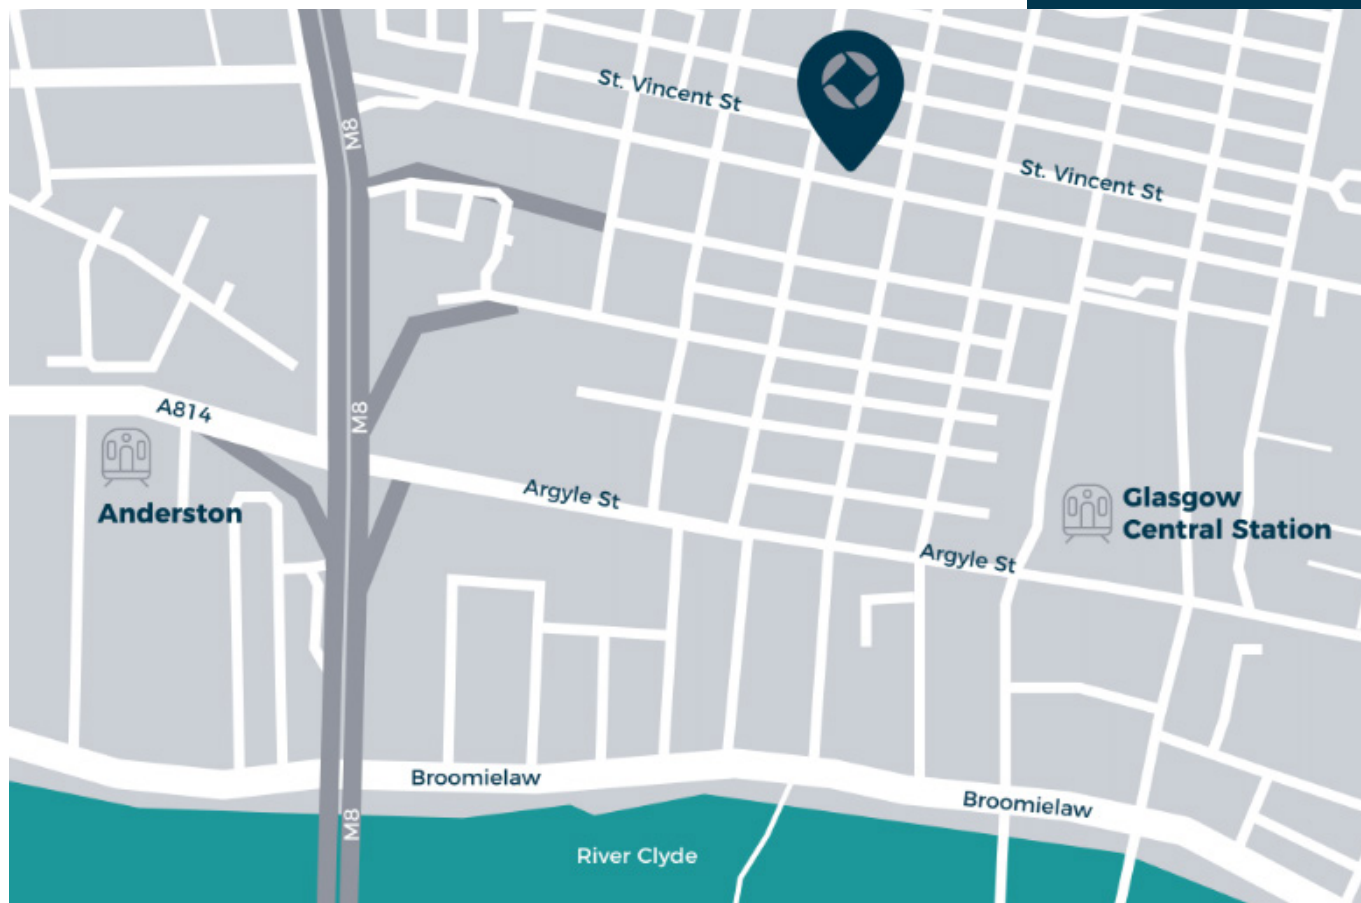 St. Vincent St
M8
St. Vincent St
A814
M8
Anderston
Argyle St
Glasgow
Central Station
Argyle St
Broomielaw
Broomielaw
M8
River Clyde